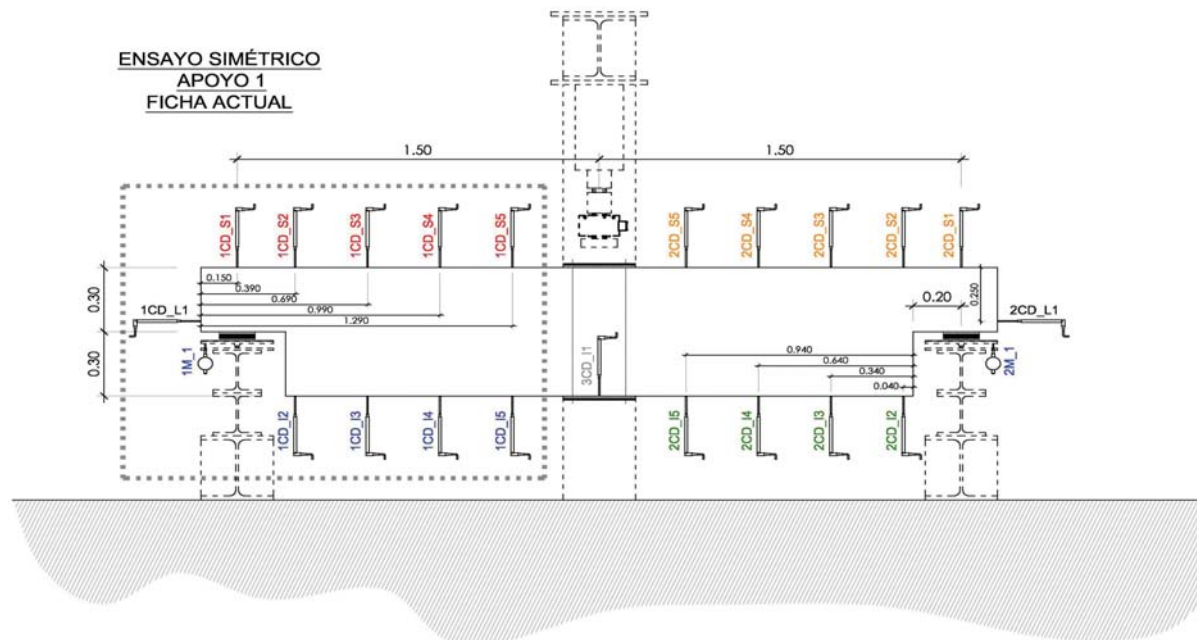 ENSAYO SIMÉTRICO
APOYO 1
FICHA ACTUAL
1.50
1.50
1CD_S1
1CD_S2
1CD_S3
1CD_S4
1CD_S5
2CD_S5
2CD_S4
2CD_S3
2CD_S2
2CD_S1
0.30
0.150
0.390
0.690
0.990
1.290
0.20
0.250
1CD_L1
2CD_L1
0.30
1M_1
3CD_I1
0.940
0.640
0.340
0.040
2M_1
1CD_I2
1CD_I3
1CD_I4
1CD_I5
2CD_I5
2CD_I4
2CD_I3
2CD_I2